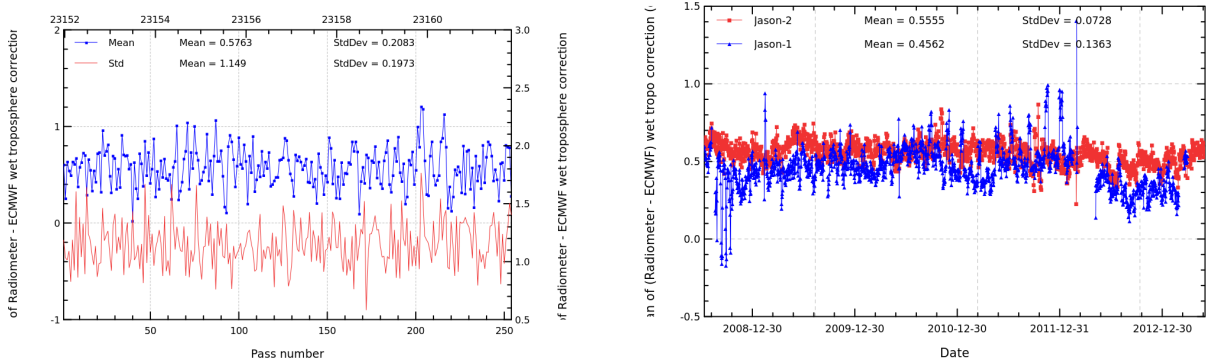 23152 23154 23156 23158 23160
2 3.0
Mean Mean = 0.5763 StdDev = 0.2083
Std Mean = 1.149 StdDev = 0.1973
2.5
1 2.0
1.5
0
1.0
-1 0.5
50 100 150 200 250
Pass number
of Radiometer - ECMWF wet troposphere correction
of Radiometer - ECMWF wet troposphere correction
1.5
Jason-2 Mean = 0.5555 StdDev = 0.0728
Jason-1 Mean = 0.4562 StdDev = 0.1363
1.0
0.5
0.0
-0.5
2008-12-30 2009-12-30 2010-12-30 2011-12-31 2012-12-30
Date
of (Radiometer - ECMWF) wet tropo correction (